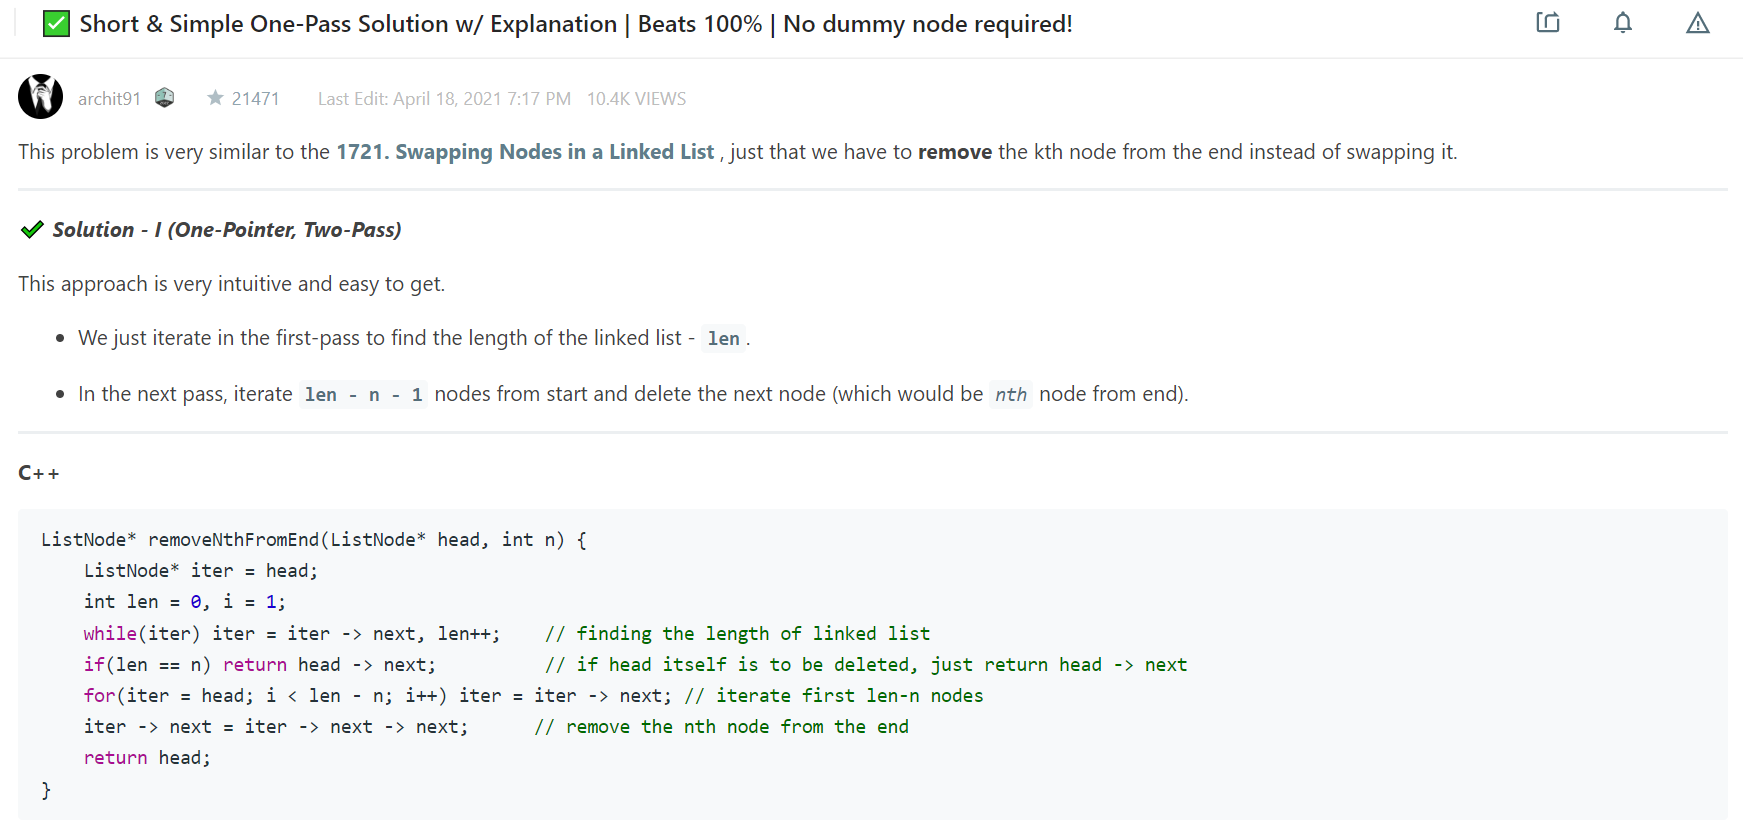 ✅ Short & Simple One-Pass Solution w/ Explanation | Beats 100% | No dummy node required!
archit91 ★ 21471 Last Edit: April 18, 2021 7:17 PM 10.4K VIEWS
This problem is very similar to the 1721. Swapping Nodes in a Linked List , just that we have to remove the kth node from the end instead of swapping it.
✔ Solution - I (One-Pointer, Two-Pass)
This approach is very intuitive and easy to get.
• We just iterate in the first-pass to find the length of the linked list - len .
• In the next pass, iterate len - n - 1 nodes from start and delete the next node (which would be nth node from end).
C++
ListNode* removeNthFromEnd(ListNode* head, int n) {
    ListNode* iter = head;
    int len = 0, i = 1;
    while(iter) iter = iter -> next, len++;    // finding the length of linked list
    if(len == n) return head -> next;          // if head itself is to be deleted, just return head -> next
    for(iter = head; i < len - n; i++) iter = iter -> next; // iterate first len-n nodes
    iter -> next = iter -> next -> next;      // remove the nth node from the end
    return head;
}